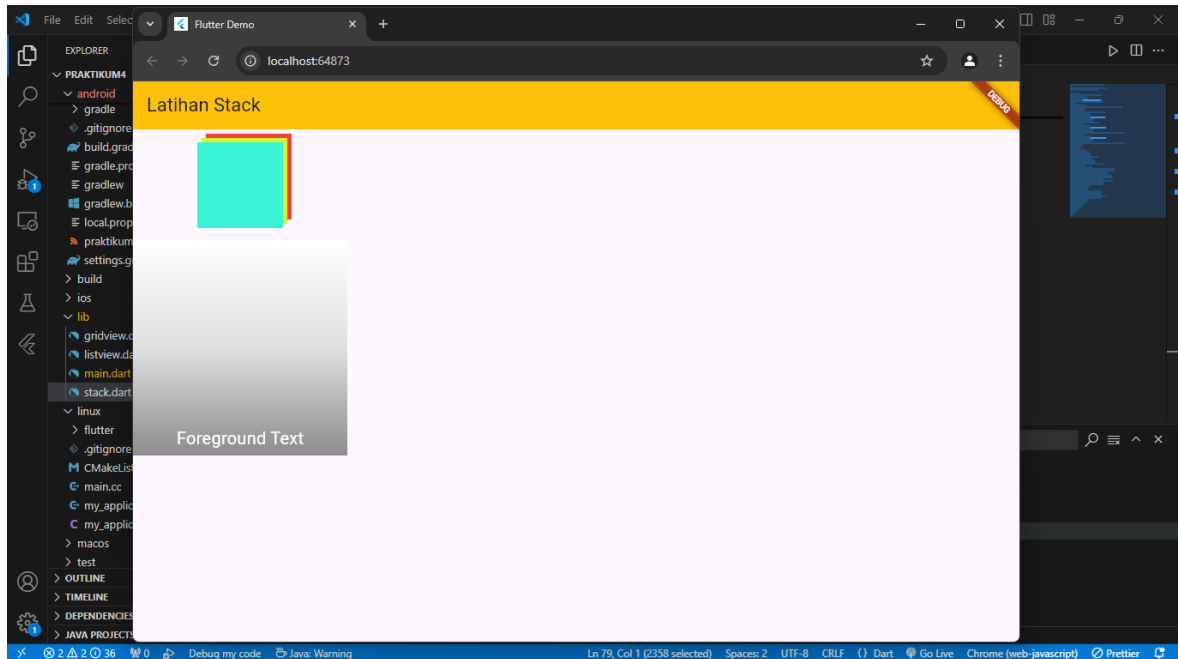 File Edit Selec
Flutter Demo
localhost:64873
EXPLORER
PRAKTIKUM4
android
gradle
.gitignore
build.grad
gradle.pro
gradlew
gradlew.b
local.prop
praktikum
settings.g
build
ios
lib
gridview.d
listview.da
main.dart
stack.dart
linux
flutter
.gitignore
CMakeList
main.cc
my_applic
my_applic
macos
test
OUTLINE
TIMELINE
DEPENDENCIES
JAVA PROJECTS
Latihan Stack
DEBUG
Foreground Text
1
1
2 2 36 0 Debug my code Java: Warning Ln 79, Col 1 (2358 selected) Spaces: 2 UTF-8 CRLF {} Dart Go Live Chrome (web-javascript) Prettier